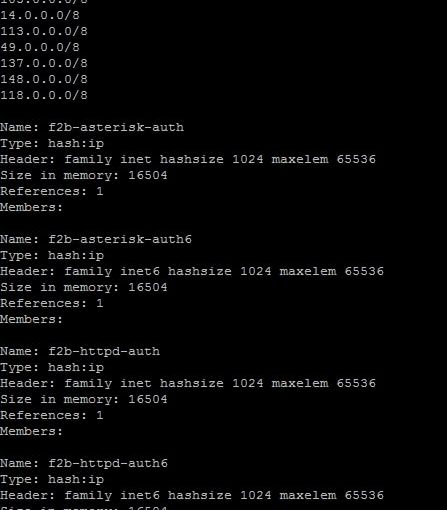 14.0.0.0/8
113.0.0.0/8
49.0.0.0/8
137.0.0.0/8
148.0.0.0/8
118.0.0.0/8
Name: f2b-asterisk-auth
Type: hash:ip
Header: family inet hashsize 1024 maxelem 65536
Size in memory: 16504
References: 1
Members:
Name: f2b-asterisk-auth6
Type: hash:ip
Header: family inet6 hashsize 1024 maxelem 65536
Size in memory: 16504
References: 1
Members:
Name: f2b-httpd-auth
Type: hash:ip
Header: family inet hashsize 1024 maxelem 65536
Size in memory: 16504
References: 1
Members:
Name: f2b-httpd-auth6
Type: hash:ip
Header: family inet6 hashsize 1024 maxelem 65536
Size in memory: 16504